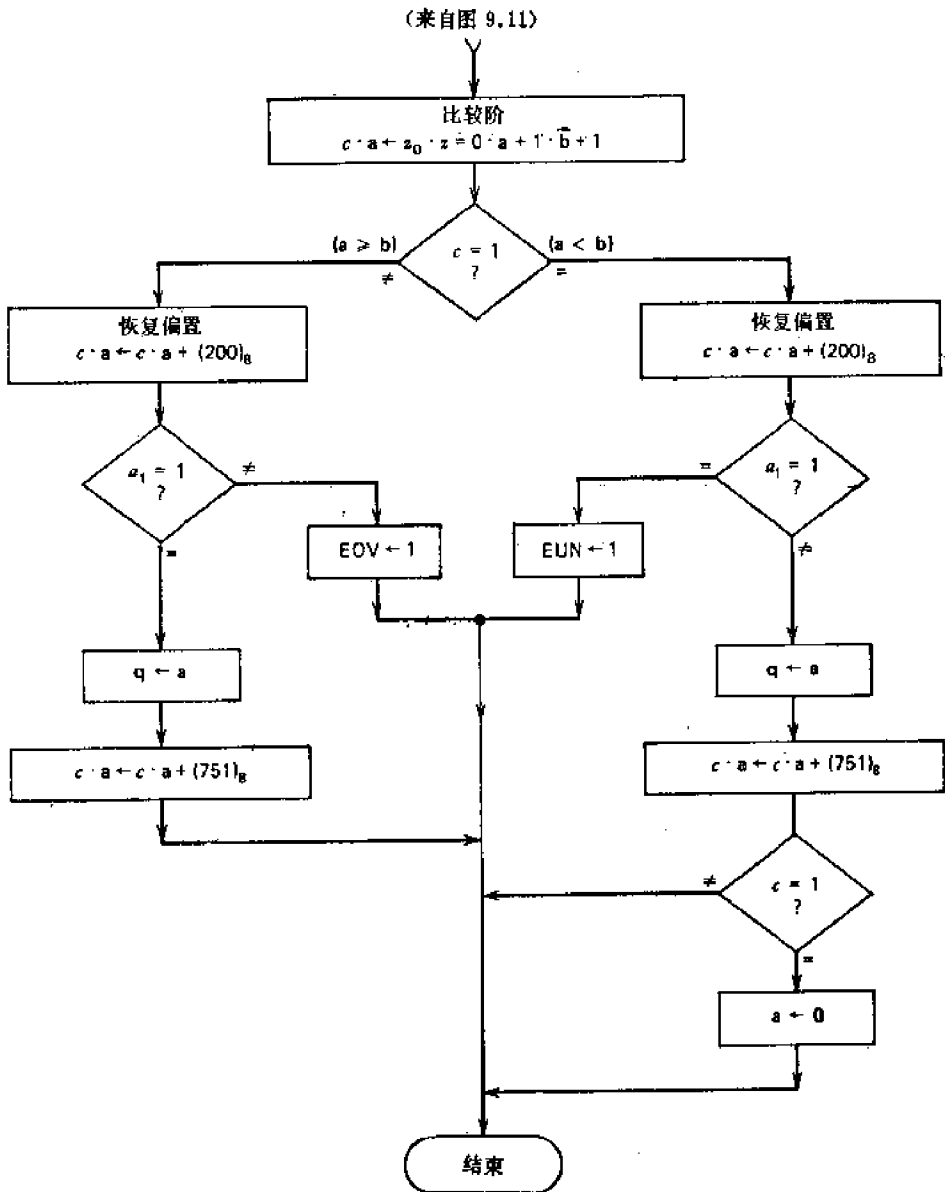 (来自图 9.11)
比较阶
c · a ← z₀ · z = 0 · a + 1 · b̄ + 1
(a ≥ b)
c = 1
?
(a < b)
≠
=
恢复偏置
c · a ← c · a + (200)₈
恢复偏置
c · a ← c · a + (200)₈
a₁ = 1
?
≠
=
=
a₁ = 1
?
≠
EOV ← 1
EUN ← 1
q ← a
q ← a
c · a ← c · a + (751)₈
c · a ← c · a + (751)₈
≠
c = 1
?
=
a ← 0
结束